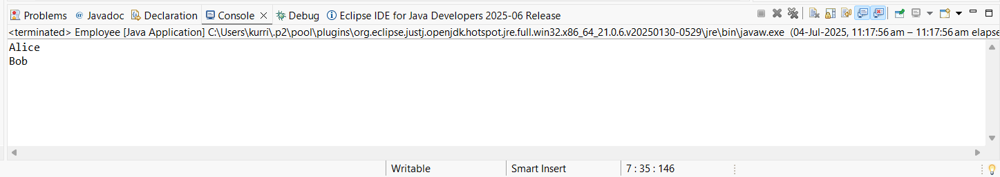 Problems @ Javadoc Declaration Console Debug Eclipse IDE for Java Developers 2025-06 Release
<terminated> Employee [Java Application] C:\Users\kurri\.p2\pool\plugins\org.eclipse.justj.openjdk.hotspot.jre.full.win32.x86_64_21.0.6.v20250130-0529\jre\bin\javaw.exe (04-Jul-2025, 11:17:56 am – 11:17:56 am elapse
Alice
Bob
Writable Smart Insert 7 : 35 : 146